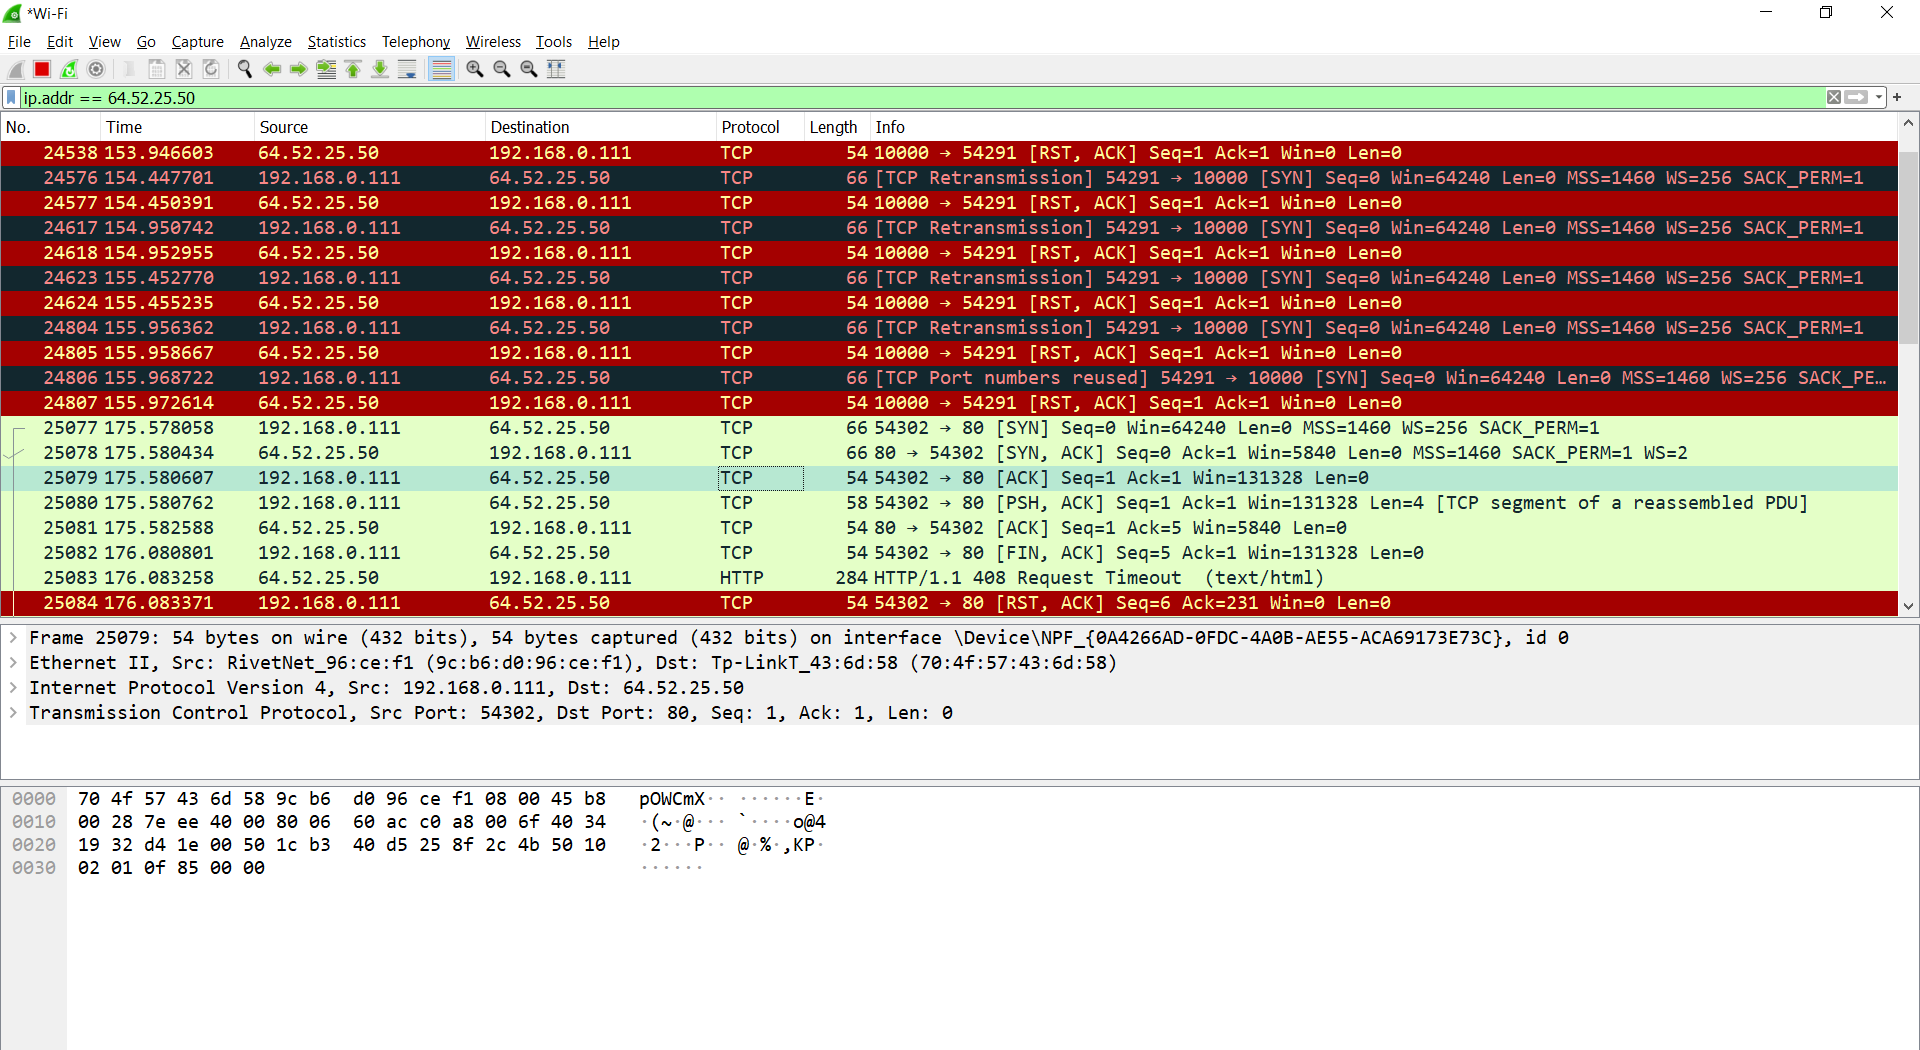 *Wi-Fi
File Edit View Go Capture Analyze Statistics Telephony Wireless Tools Help
ip.addr == 64.52.25.50
No. Time Source Destination Protocol Length Info
24538 153.946603 64.52.25.50 192.168.0.111 TCP 54 10000 → 54291 [RST, ACK] Seq=1 Ack=1 Win=0 Len=0
24576 154.447701 192.168.0.111 64.52.25.50 TCP 66 [TCP Retransmission] 54291 → 10000 [SYN] Seq=0 Win=64240 Len=0 MSS=1460 WS=256 SACK_PERM=1
24577 154.450391 64.52.25.50 192.168.0.111 TCP 54 10000 → 54291 [RST, ACK] Seq=1 Ack=1 Win=0 Len=0
24617 154.950742 192.168.0.111 64.52.25.50 TCP 66 [TCP Retransmission] 54291 → 10000 [SYN] Seq=0 Win=64240 Len=0 MSS=1460 WS=256 SACK_PERM=1
24618 154.952955 64.52.25.50 192.168.0.111 TCP 54 10000 → 54291 [RST, ACK] Seq=1 Ack=1 Win=0 Len=0
24623 155.452770 192.168.0.111 64.52.25.50 TCP 66 [TCP Retransmission] 54291 → 10000 [SYN] Seq=0 Win=64240 Len=0 MSS=1460 WS=256 SACK_PERM=1
24624 155.455235 64.52.25.50 192.168.0.111 TCP 54 10000 → 54291 [RST, ACK] Seq=1 Ack=1 Win=0 Len=0
24804 155.956362 192.168.0.111 64.52.25.50 TCP 66 [TCP Retransmission] 54291 → 10000 [SYN] Seq=0 Win=64240 Len=0 MSS=1460 WS=256 SACK_PERM=1
24805 155.958667 64.52.25.50 192.168.0.111 TCP 54 10000 → 54291 [RST, ACK] Seq=1 Ack=1 Win=0 Len=0
24806 155.968722 192.168.0.111 64.52.25.50 TCP 66 [TCP Port numbers reused] 54291 → 10000 [SYN] Seq=0 Win=64240 Len=0 MSS=1460 WS=256 SACK_PE…
24807 155.972614 64.52.25.50 192.168.0.111 TCP 54 10000 → 54291 [RST, ACK] Seq=1 Ack=1 Win=0 Len=0
25077 175.578058 192.168.0.111 64.52.25.50 TCP 66 54302 → 80 [SYN] Seq=0 Win=64240 Len=0 MSS=1460 WS=256 SACK_PERM=1
25078 175.580434 64.52.25.50 192.168.0.111 TCP 66 80 → 54302 [SYN, ACK] Seq=0 Ack=1 Win=5840 Len=0 MSS=1460 SACK_PERM=1 WS=2
25079 175.580607 192.168.0.111 64.52.25.50 TCP 54 54302 → 80 [ACK] Seq=1 Ack=1 Win=131328 Len=0
25080 175.580762 192.168.0.111 64.52.25.50 TCP 58 54302 → 80 [PSH, ACK] Seq=1 Ack=1 Win=131328 Len=4 [TCP segment of a reassembled PDU]
25081 175.582588 64.52.25.50 192.168.0.111 TCP 54 80 → 54302 [ACK] Seq=1 Ack=5 Win=5840 Len=0
25082 176.080801 192.168.0.111 64.52.25.50 TCP 54 54302 → 80 [FIN, ACK] Seq=5 Ack=1 Win=131328 Len=0
25083 176.083258 64.52.25.50 192.168.0.111 HTTP 284 HTTP/1.1 408 Request Timeout (text/html)
25084 176.083371 192.168.0.111 64.52.25.50 TCP 54 54302 → 80 [RST, ACK] Seq=6 Ack=231 Win=0 Len=0
Frame 25079: 54 bytes on wire (432 bits), 54 bytes captured (432 bits) on interface \Device\NPF_{0A4266AD-0FDC-4A0B-AE55-ACA69173E73C}, id 0
Ethernet II, Src: RivetNet_96:ce:f1 (9c:b6:d0:96:ce:f1), Dst: Tp-LinkT_43:6d:58 (70:4f:57:43:6d:58)
Internet Protocol Version 4, Src: 192.168.0.111, Dst: 64.52.25.50
Transmission Control Protocol, Src Port: 54302, Dst Port: 80, Seq: 1, Ack: 1, Len: 0
0000 70 4f 57 43 6d 58 9c b6 d0 96 ce f1 08 00 45 b8 pOWCmX·· ······E·
0010 00 28 7e ee 40 00 80 06 60 ac c0 a8 00 6f 40 34 ·(~·@··· `····o@4
0020 19 32 d4 1e 00 50 1c b3 40 d5 25 8f 2c 4b 50 10 ·2···P·· @·%·,KP·
0030 02 01 0f 85 00 00 ······